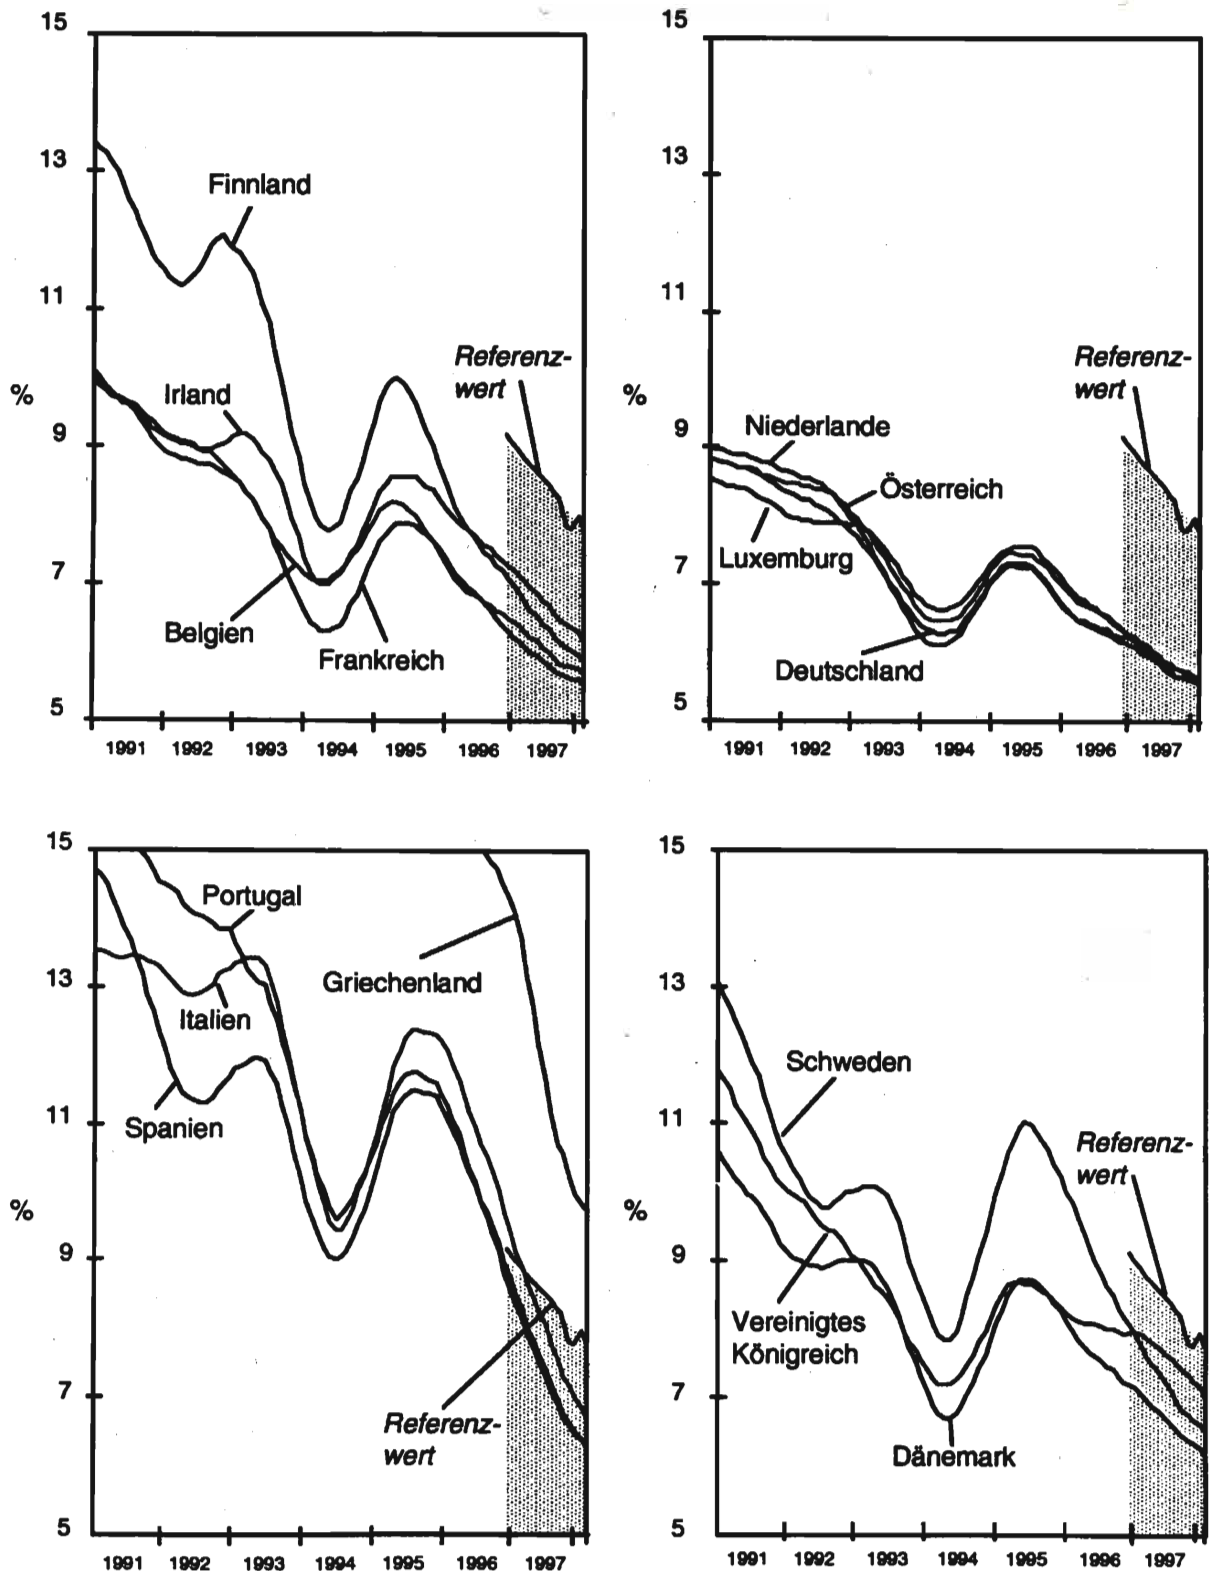 15
13
Finnland
11
Referenz-
wert
%
Irland
9
7
Belgien
Frankreich
5
1991 1992 1993 1994 1995 1996 1997
15
13
11
Referenz-
wert
%
9
Niederlande
Österreich
7
Luxemburg
Deutschland
5
1991 1992 1993 1994 1995 1996 1997
15
Portugal
13
Griechenland
Italien
11
Spanien
%
9
7
Referenz-
wert
5
1991 1992 1993 1994 1995 1996 1997
15
13
Schweden
11
Referenz-
wert
%
9
Vereinigtes
Königreich
7
Dänemark
5
1991 1992 1993 1994 1995 1996 1997